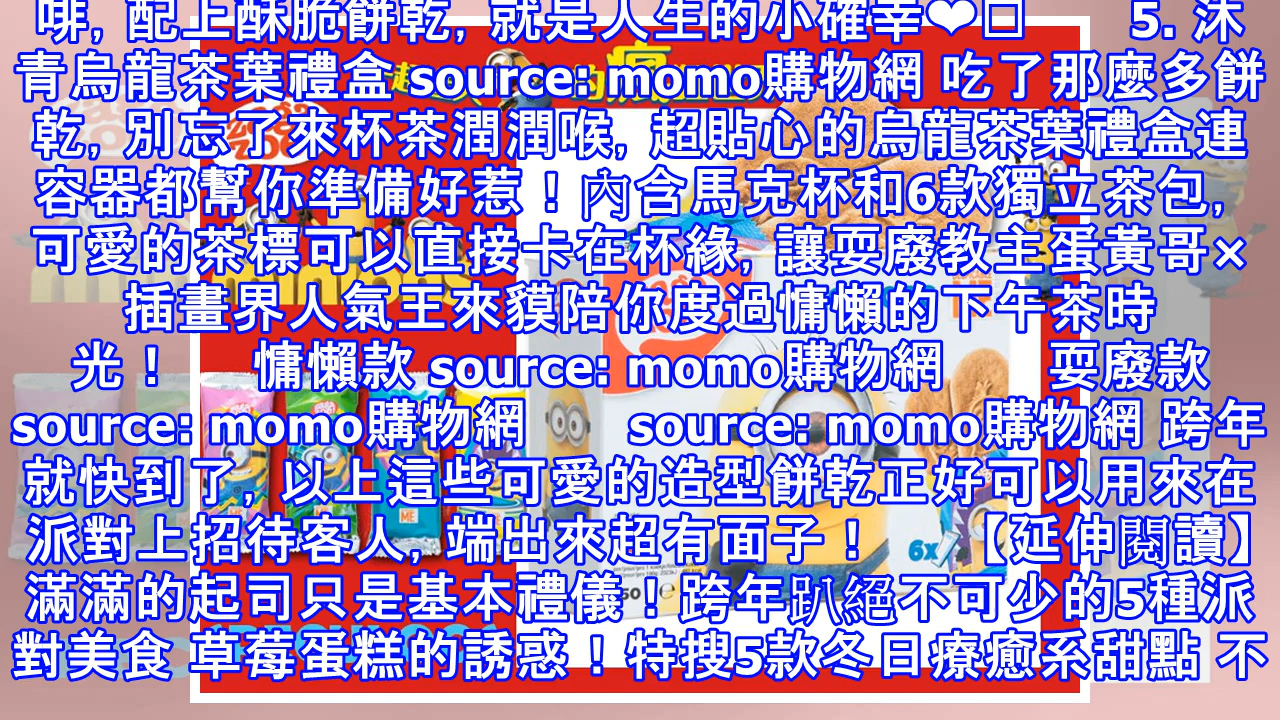 啡, 配上酥脆餅乾, 就是人生的小確幸❤□ 5. 沐
青烏龍茶葉禮盒 source: momo購物網 吃了那麼多餅
乾, 別忘了來杯茶潤潤喉, 超貼心的烏龍茶葉禮盒連
容器都幫你準備好惹！內含馬克杯和6款獨立茶包,
可愛的茶標可以直接卡在杯緣, 讓耍廢教主蛋黃哥×
插畫界人氣王來貘陪你度過慵懶的下午茶時
光！ 慵懶款 source: momo購物網 耍廢款
source: momo購物網 source: momo購物網 跨年
就快到了, 以上這些可愛的造型餅乾正好可以用來在
派對上招待客人, 端出來超有面子！ 【延伸閱讀】
滿滿的起司只是基本禮儀！跨年趴絕不可少的5種派
對美食 草莓蛋糕的誘惑！特搜5款冬日療癒系甜點 不
6x